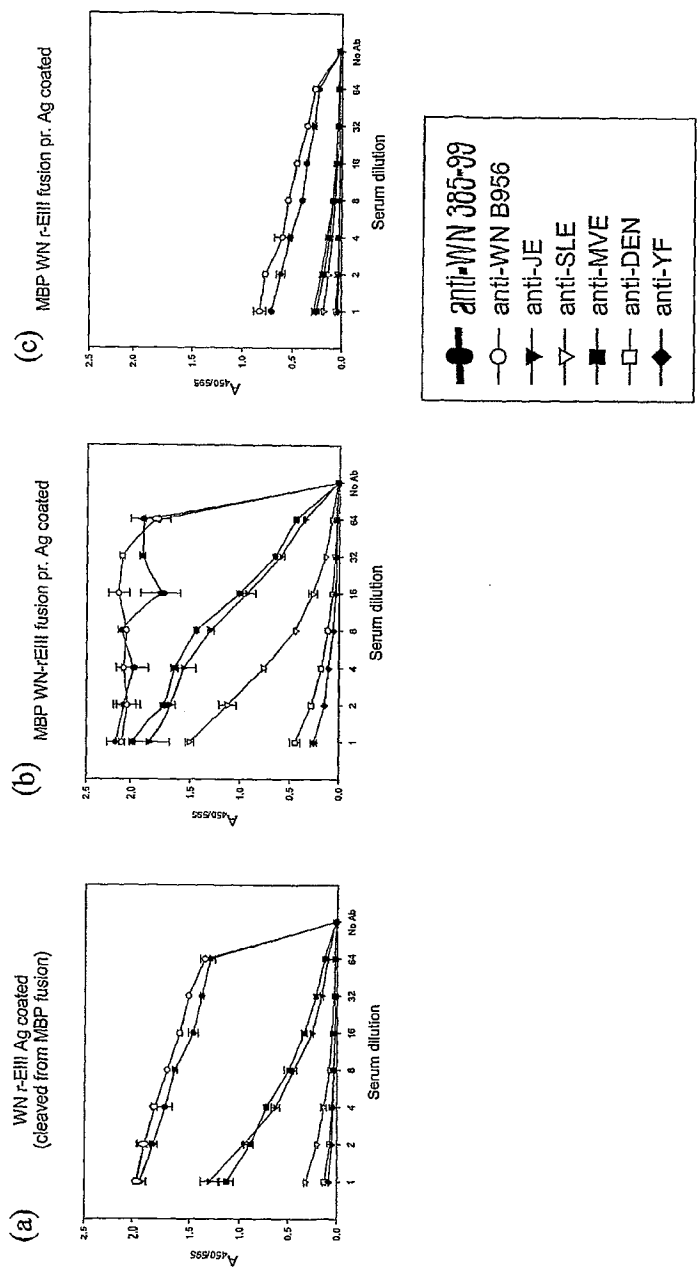 (a)
WN r-EIII Ag coated
(cleaved from MBP fusion)
A450/595
2.5
2.0
1.5
1.0
0.5
0.0
1 2 4 8 16 32 64 No Ab
Serum dilution
(b)
MBP WN-rEIII fusion pr. Ag coated
A450/595
2.5
2.0
1.5
1.0
0.5
0.0
1 2 4 8 16 32 64 No Ab
Serum dilution
(c)
MBP WN r-EIII fusion pr. Ag coated
A450/595
2.5
2.0
1.5
1.0
0.5
0.0
1 2 4 8 16 32 64 No Ab
Serum dilution
anti-WN 385-99
anti-WN B956
anti-JE
anti-SLE
anti-MVE
anti-DEN
anti-YF